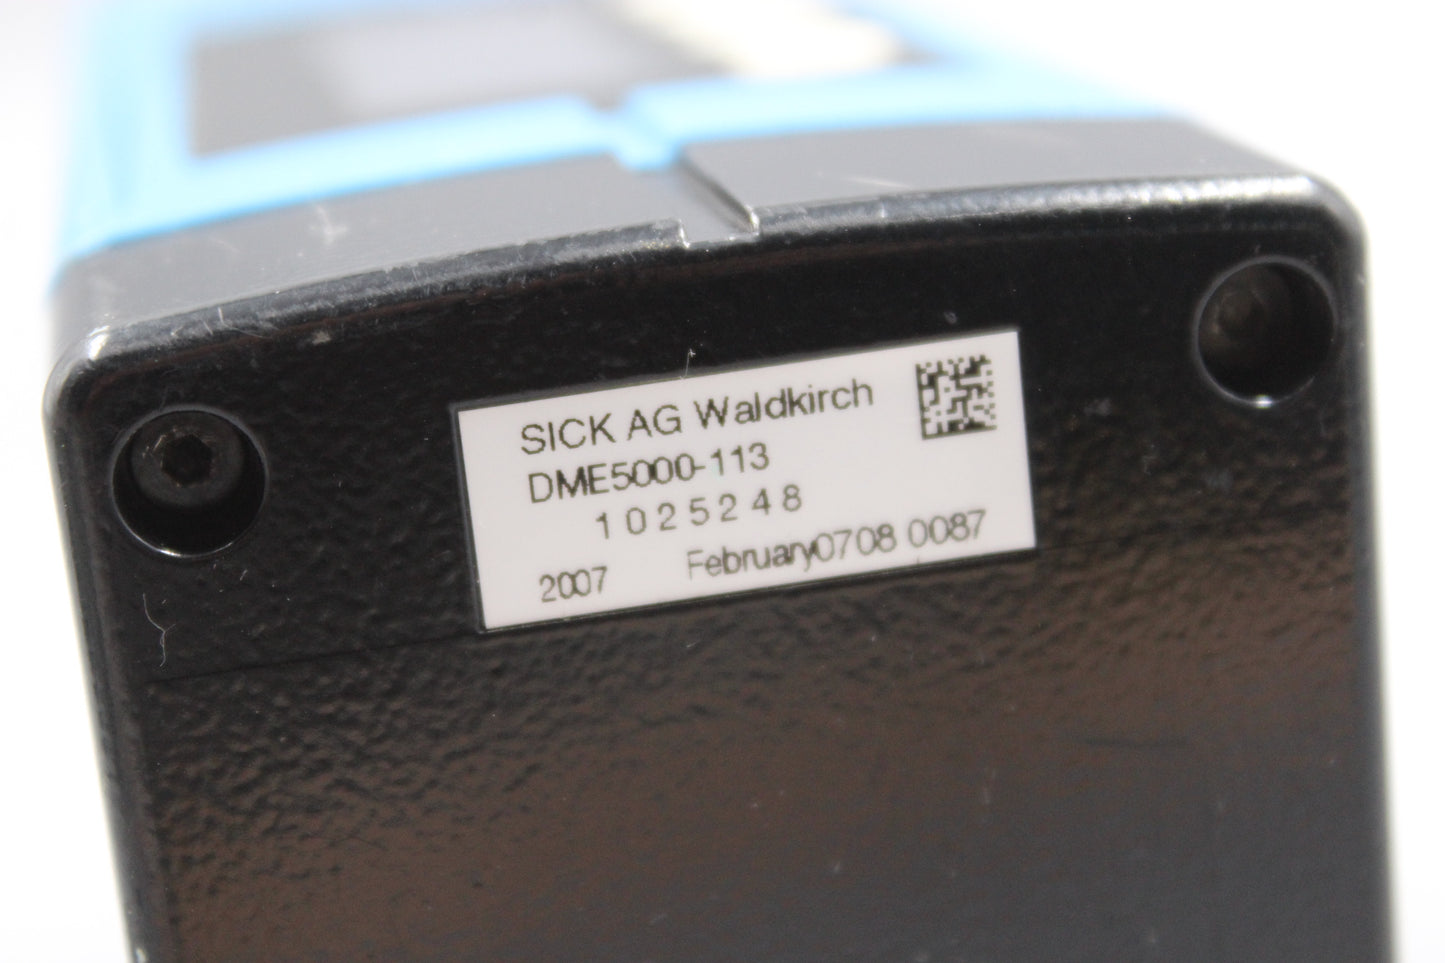 SICK AG Waldkirch
DME5000-113
1025248
2007 February0708 0087